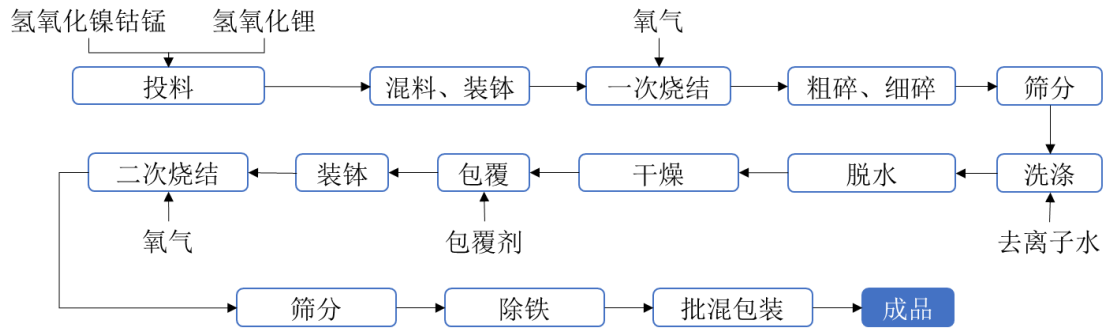 氢氧化镍钴锰
氢氧化锂
氧气
投料
混料、装钵
一次烧结
粗碎、细碎
筛分
二次烧结
装钵
包覆
干燥
脱水
洗涤
氧气
包覆剂
去离子水
筛分
除铁
批混包装
成品